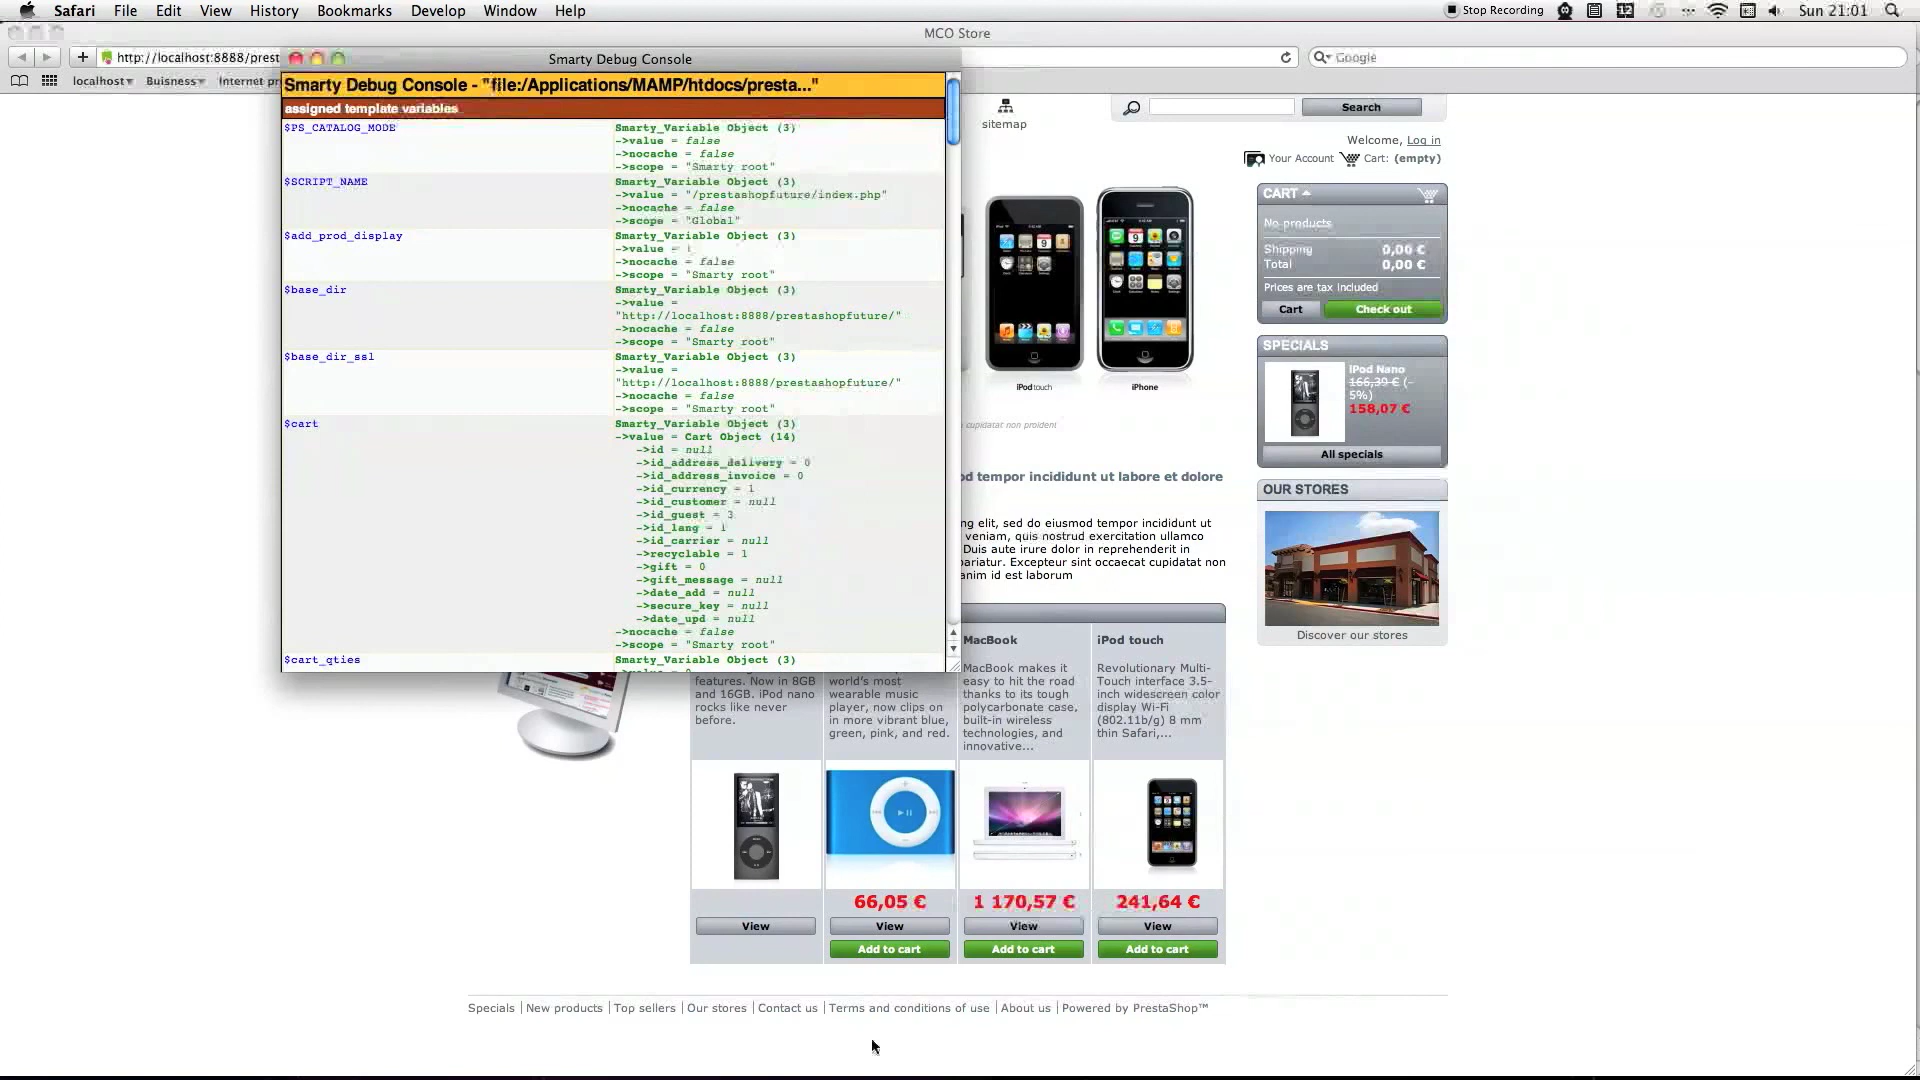 Safari File Edit View History Bookmarks Develop Window Help
Stop Recording
Sun 21:01
MCO Store
http://localhost:8888/prest
Google
localhost
Buisness
Internet pr
Smarty Debug Console
Smarty Debug Console - "file:/Applications/MAMP/htdocs/presta..."
assigned template variables
$PS_CATALOG_MODE
Smarty_Variable Object (3)
->value = false
->nocache = false
->scope = "Smarty root"
$SCRIPT_NAME
Smarty_Variable Object (3)
->value = "/prestashopfuture/index.php"
->nocache = false
->scope = "Global"
$add_prod_display
Smarty_Variable Object (3)
->value = 1
->nocache = false
->scope = "Smarty root"
$base_dir
Smarty_Variable Object (3)
->value =
"http://localhost:8888/prestashopfuture/"
->nocache = false
->scope = "Smarty root"
$base_dir_ssl
Smarty_Variable Object (3)
->value =
"http://localhost:8888/prestashopfuture/"
->nocache = false
->scope = "Smarty root"
$cart
Smarty_Variable Object (3)
->value = Cart Object (14)
->id = null
->id_address_delivery = 0
->id_address_invoice = 0
->id_currency = 1
->id_customer = null
->id_guest = 3
->id_lang = 1
->id_carrier = null
->recyclable = 1
->gift = 0
->gift_message = null
->date_add = null
->secure_key = null
->date_upd = null
->nocache = false
->scope = "Smarty root"
$cart_qties
Smarty_Variable Object (3)
sitemap
Search
Welcome, Log in
Your Account
Cart: (empty)
iPod touch
iPhone
cupidatat non proident
od tempor incididunt ut labore et dolore
ng elit, sed do eiusmod tempor incididunt ut
veniam, quis nostrud exercitation ullamco
Duis aute irure dolor in reprehenderit in
pariatur. Excepteur sint occaecat cupidatat non
anim id est laborum
CART
No products
Shipping 0,00 €
Total 0,00 €
Prices are tax included
Cart
Check out
SPECIALS
iPod Nano
166,39 € (-
5%)
158,07 €
All specials
OUR STORES
Discover our stores
features. Now in 8GB
and 16GB. iPod nano
rocks like never
before.
View
world's most
wearable music
player, now clips on
in more vibrant blue,
green, pink, and red.
66,05 €
View
Add to cart
MacBook
MacBook makes it
easy to hit the road
thanks to its tough
polycarbonate case,
built-in wireless
technologies, and
innovative...
1 170,57 €
View
Add to cart
iPod touch
Revolutionary Multi-
Touch interface 3.5-
inch widescreen color
display Wi-Fi
(802.11b/g) 8 mm
thin Safari,...
241,64 €
View
Add to cart
Specials | New products | Top sellers | Our stores | Contact us | Terms and conditions of use | About us | Powered by PrestaShop™